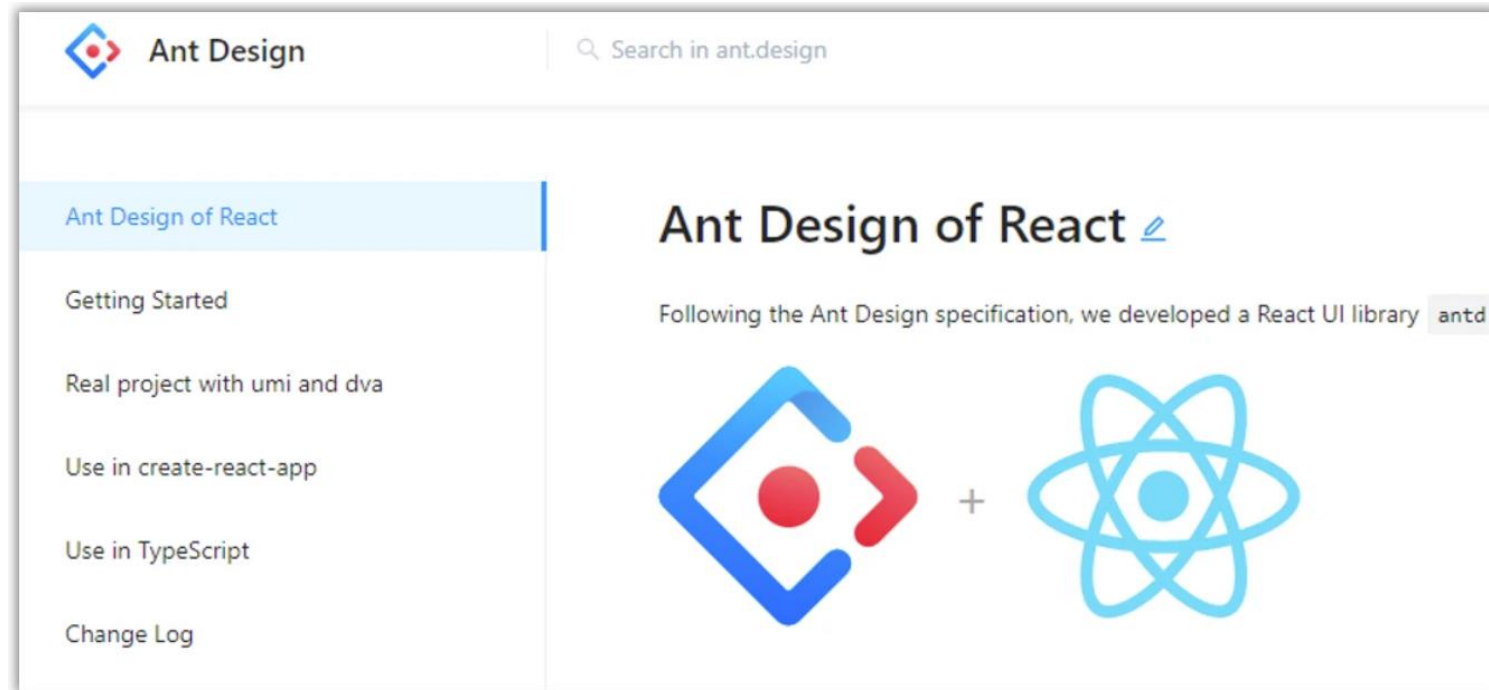 Ant Design
Search in ant.design
Ant Design of React
Getting Started
Real project with umi and dva
Use in create-react-app
Use in TypeScript
Change Log
Ant Design of React
Following the Ant Design specification, we developed a React UI library antd
+